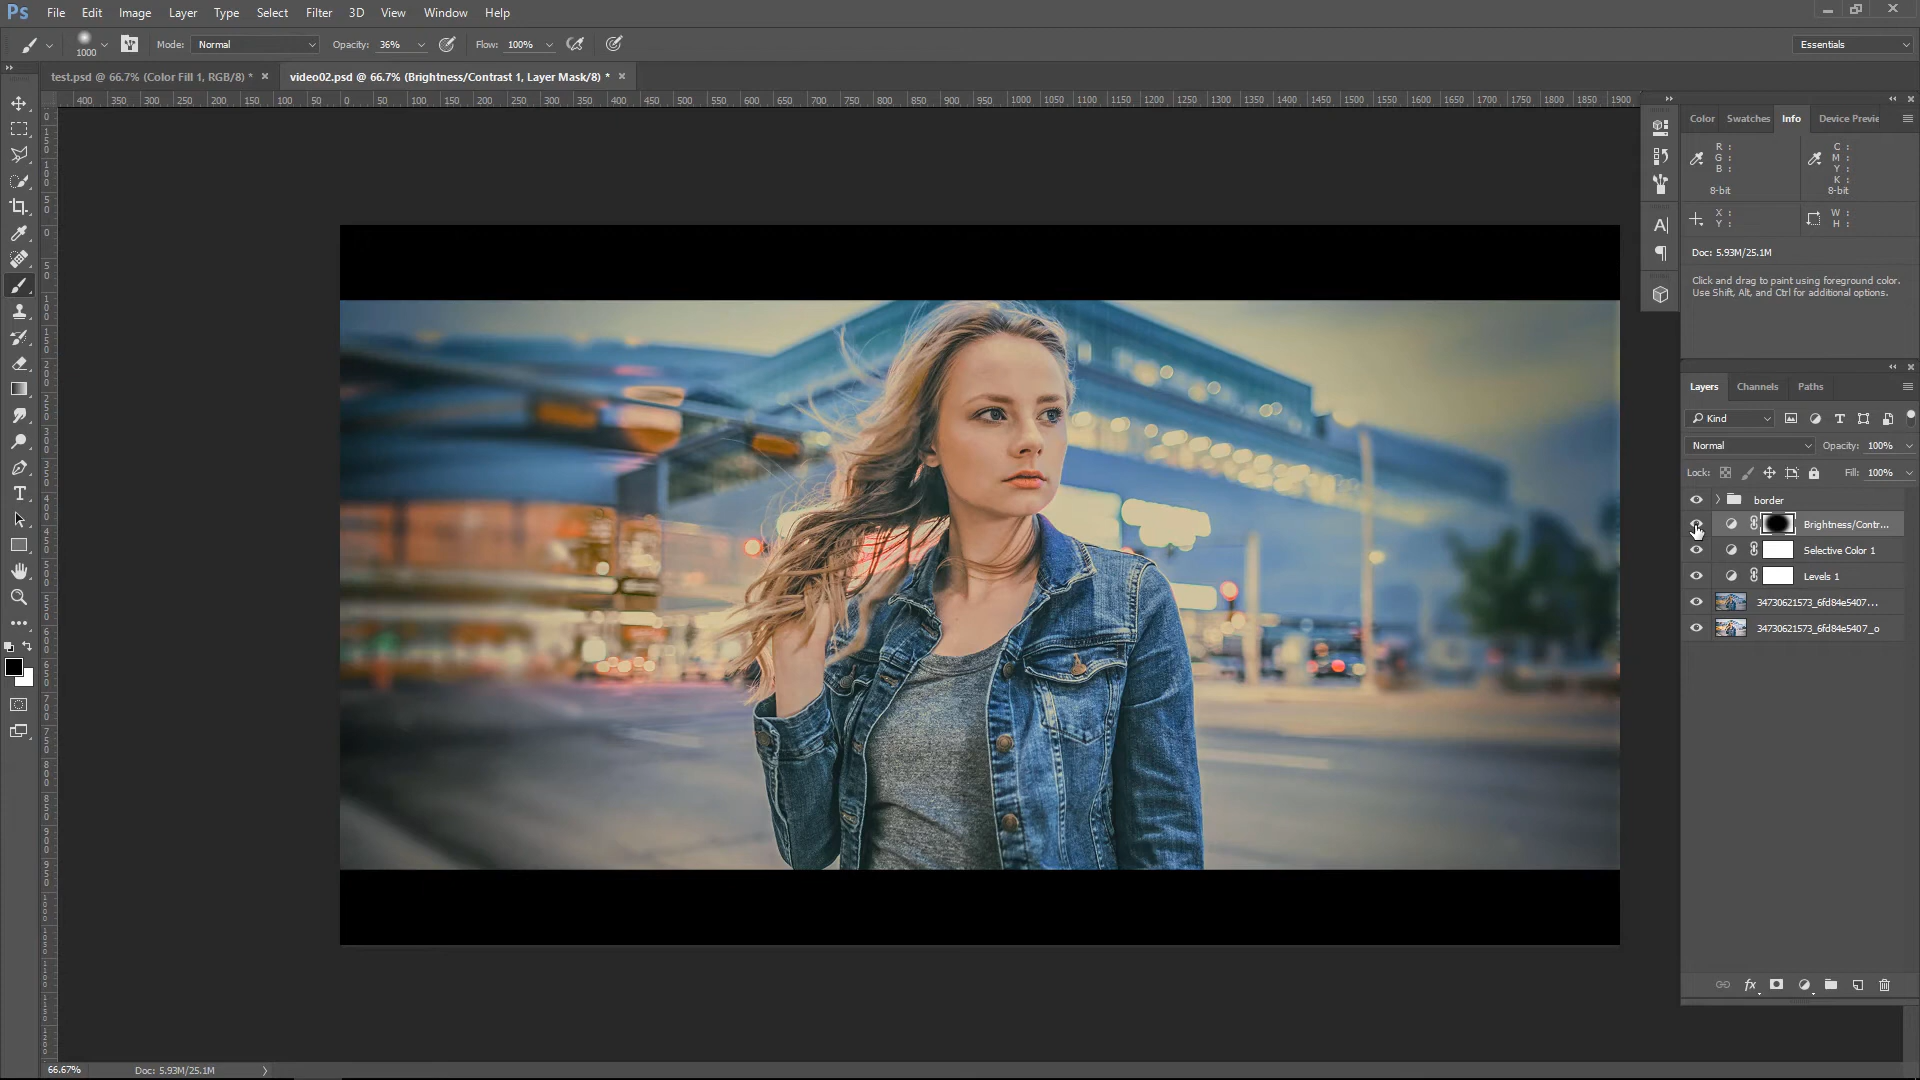 Ps File Edit Image Layer Type Select Filter 3D View Window Help
1000 Mode: Normal Opacity: 36% Flow: 100% Essentials
test.psd @ 66.7% (Color Fill 1, RGB/8) * × video02.psd @ 66.7% (Brightness/Contrast 1, Layer Mask/8) * ×
400 350 300 250 200 150 100 50 0 50 100 150 200 250 300 350 400 450 500 550 600 650 700 750 800 850 900 950 1000 1050 1100 1150 1200 1250 1300 1350 1400 1450 1500 1550 1600 1650 1700 1750 1800 1850 1900
Color Swatches Info Device Previe
R : C :
G : M :
B : Y :
K :
8-bit 8-bit
X : W :
Y : H :
Doc: 5.93M/25.1M
Click and drag to paint using foreground color.
Use Shift, Alt, and Ctrl for additional options.
Layers Channels Paths
Kind
Normal Opacity: 100%
Lock: Fill: 100%
border
Brightness/Contr...
Selective Color 1
Levels 1
34730621573_6fd84e5407...
34730621573_6fd84e5407_o
66.67% Doc: 5.93M/25.1M